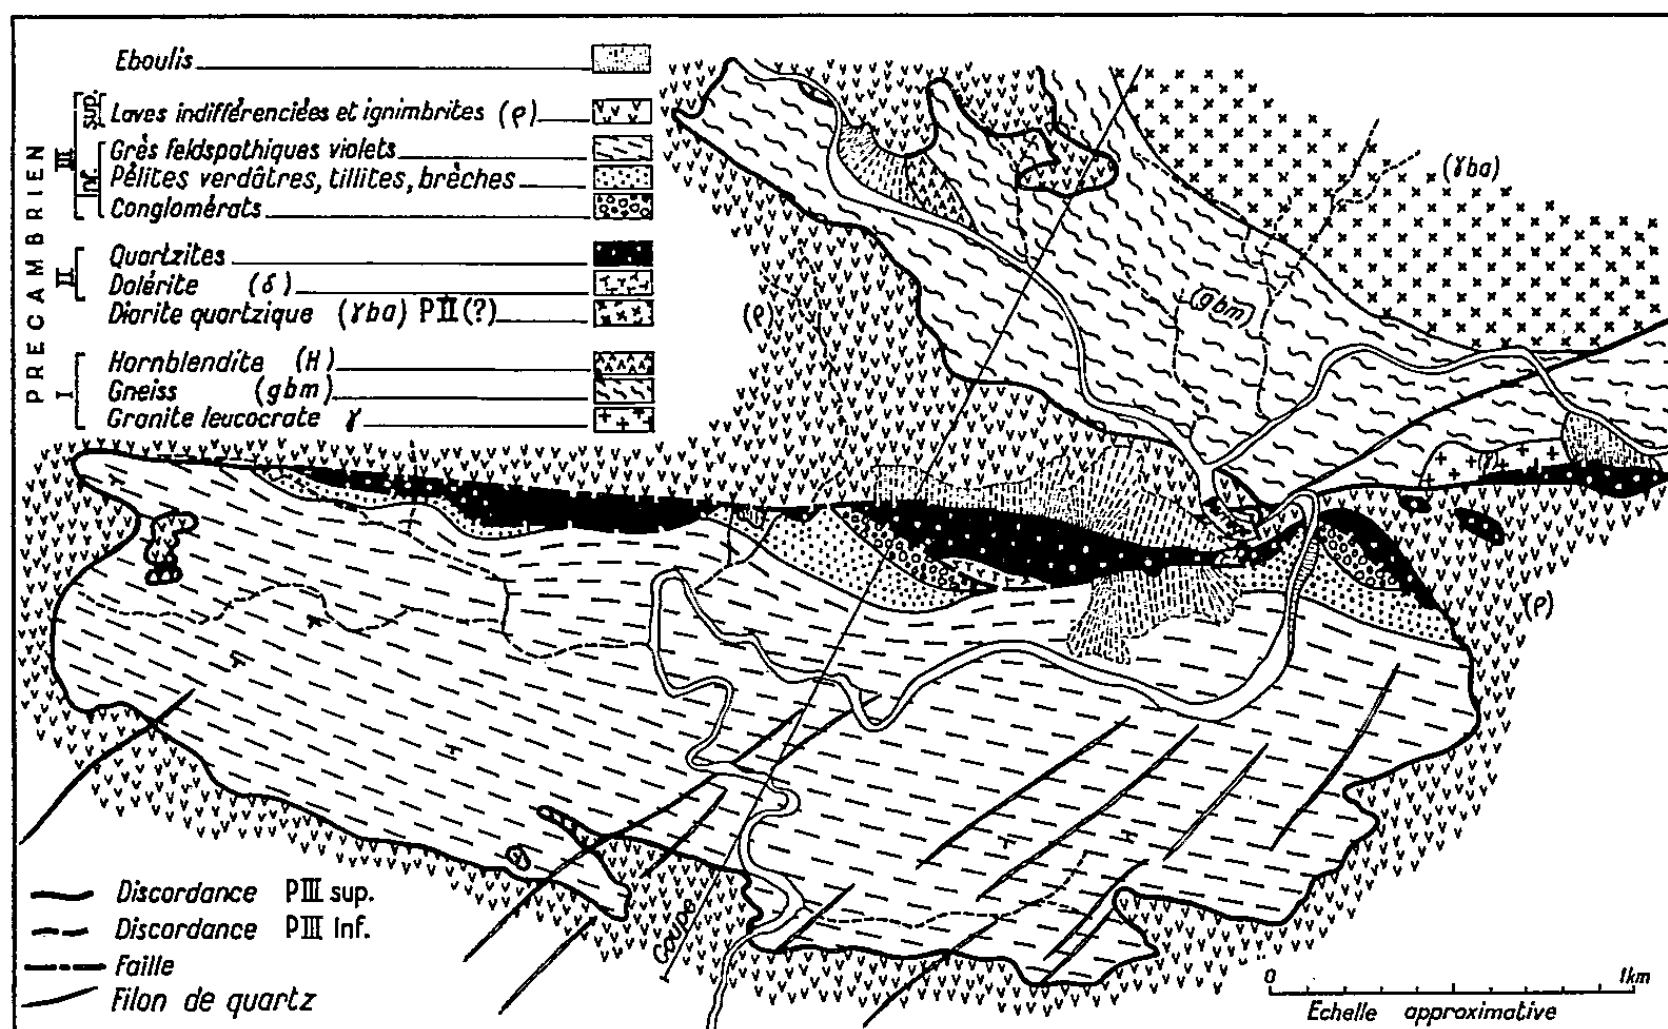 Eboulis
PRECAMBRIEN
III
sup.
Laves indifférenciées et ignimbrites (ρ)
inf.
Grès feldspathiques violets
Pélites verdâtres, tillites, brèches
Conglomérats
II
Quartzites
Dolérite (δ)
Diorite quartzique (γba) PII(?)
I
Hornblendite (H)
Gneiss (gbm)
Granite leucocrate γ
(γba)
(gbm)
(ρ)
(ρ)
Coupe
Discordance PIII sup.
Discordance PIII Inf.
Faille
Filon de quartz
0 1km
Echelle approximative